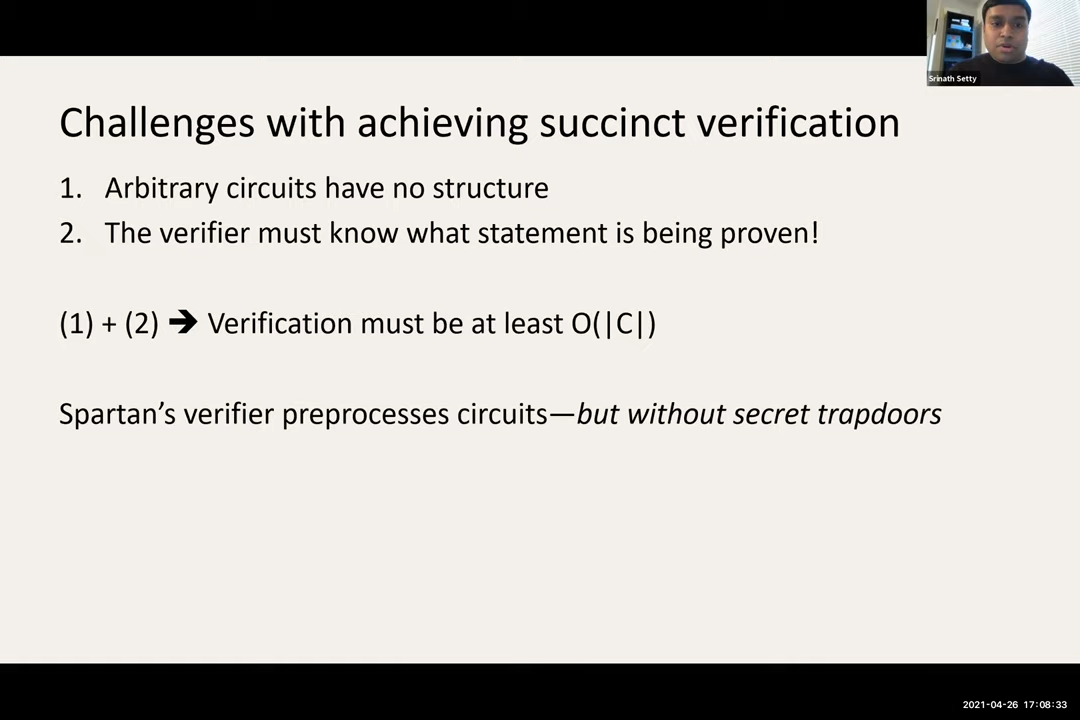 Srinath Setty
Challenges with achieving succinct verification
1. Arbitrary circuits have no structure
2. The verifier must know what statement is being proven!
(1) + (2) 🡪 Verification must be at least O(|C|)
Spartan’s verifier preprocesses circuits—but without secret trapdoors
2021-04-26 17:08:33